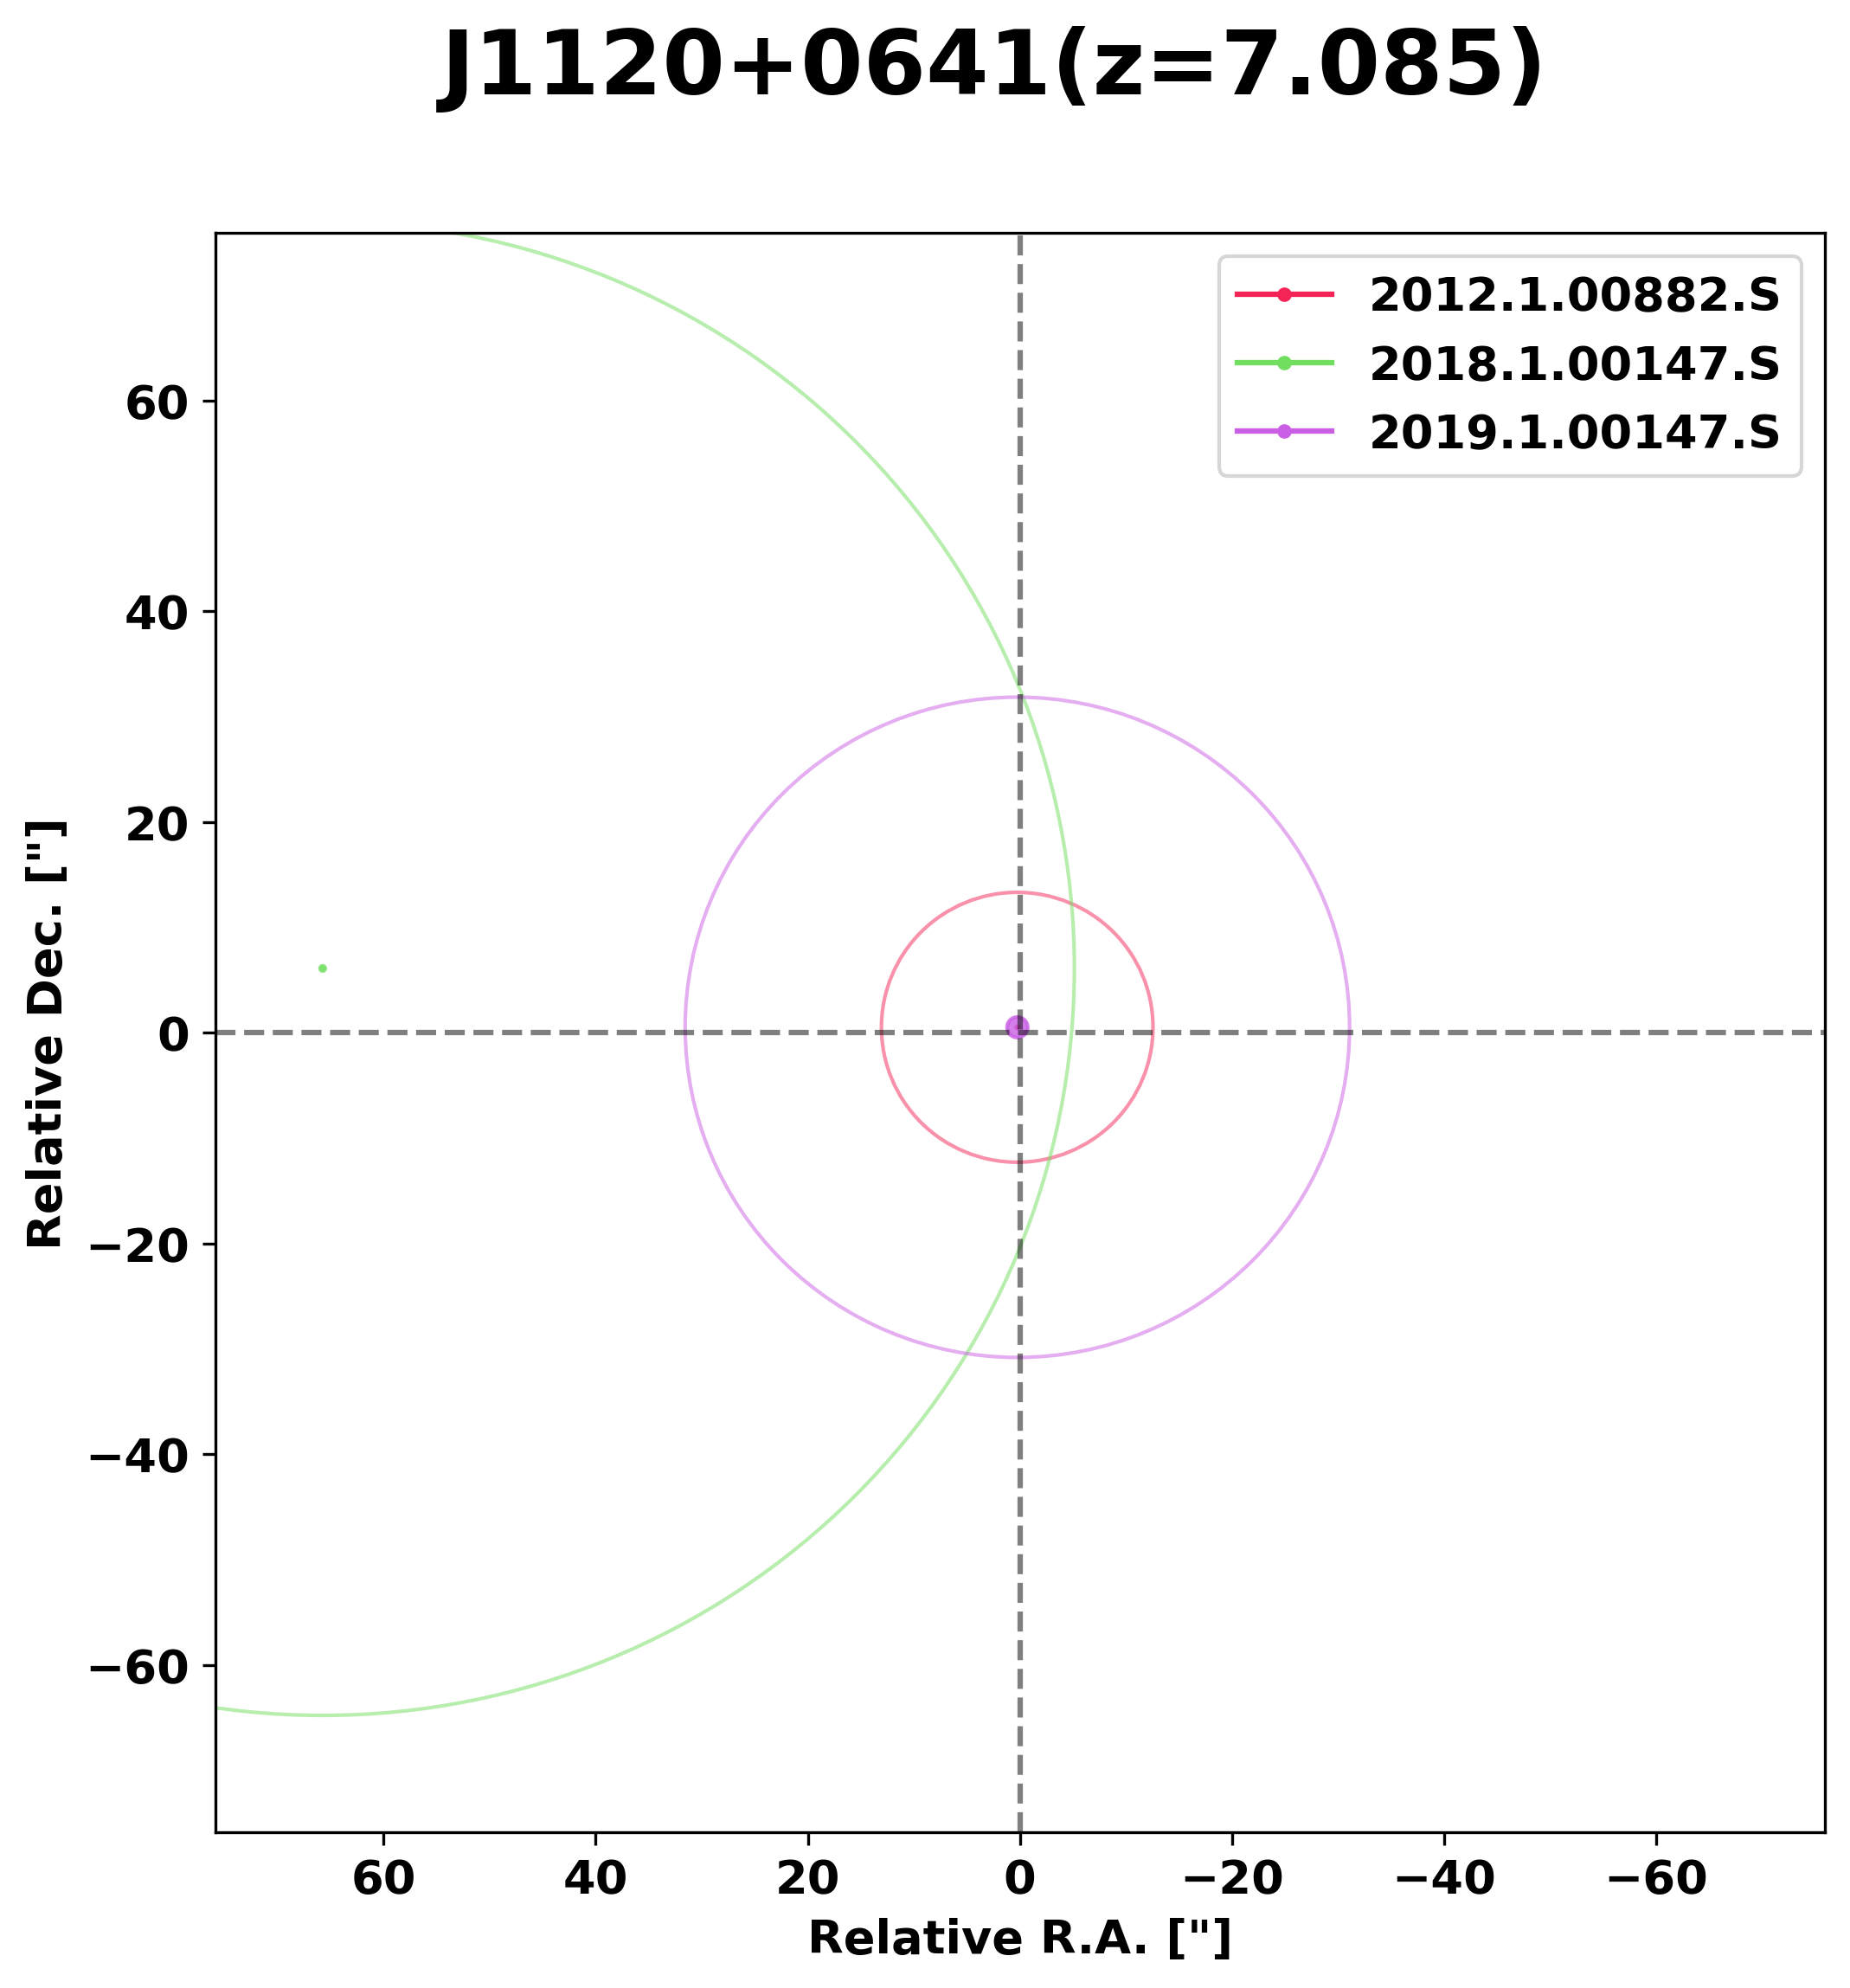 J1120+0641(z=7.085)
2012.1.00882.S
2018.1.00147.S
2019.1.00147.S
60
40
20
0
−20
−40
−60
Relative Dec. ["]
60 40 20 0 −20 −40 −60
Relative R.A. ["]